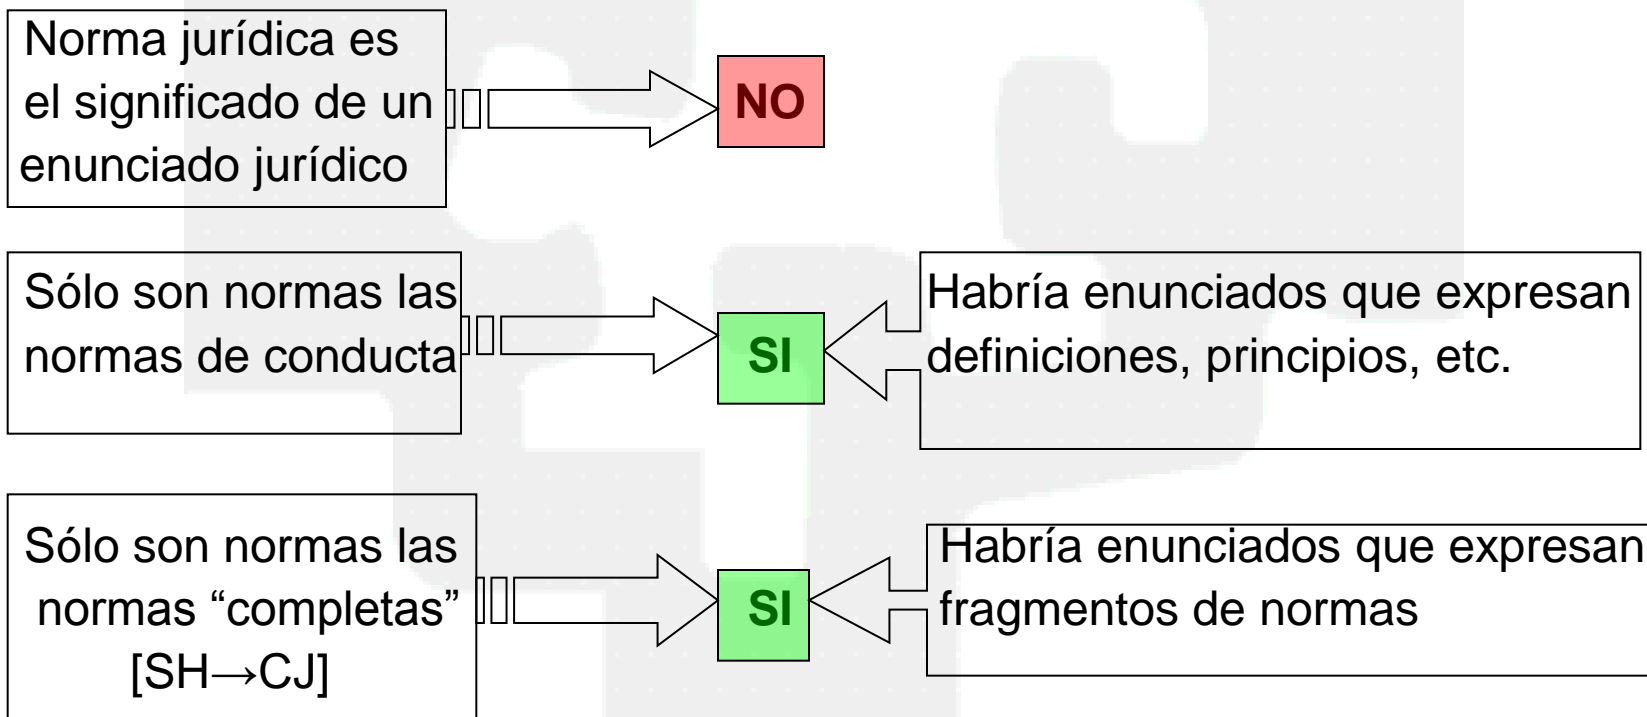 Norma jurídica es
el significado de un
enunciado jurídico
NO
Sólo son normas las
normas de conducta
SI
Habría enunciados que expresan
definiciones, principios, etc.
Sólo son normas las
normas “completas”
[SH→CJ]
SI
Habría enunciados que expresan
fragmentos de normas